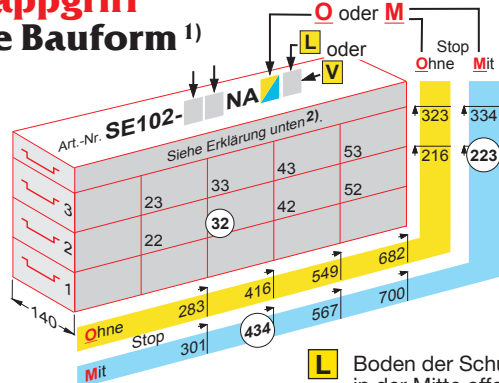 appgriff
e Bauform 1)
O oder M
L oder
V
Stop
Ohne Mit
Art.-Nr. SE102- NA
Siehe Erklärung unten 2).
323 334
216 223
53
43
33
23
52
42
32
22
3
2
1
140
Ohne 283 416 549 682
Stop
Mit 301 434 567 700
L Boden der Schu
in der Mitte offe